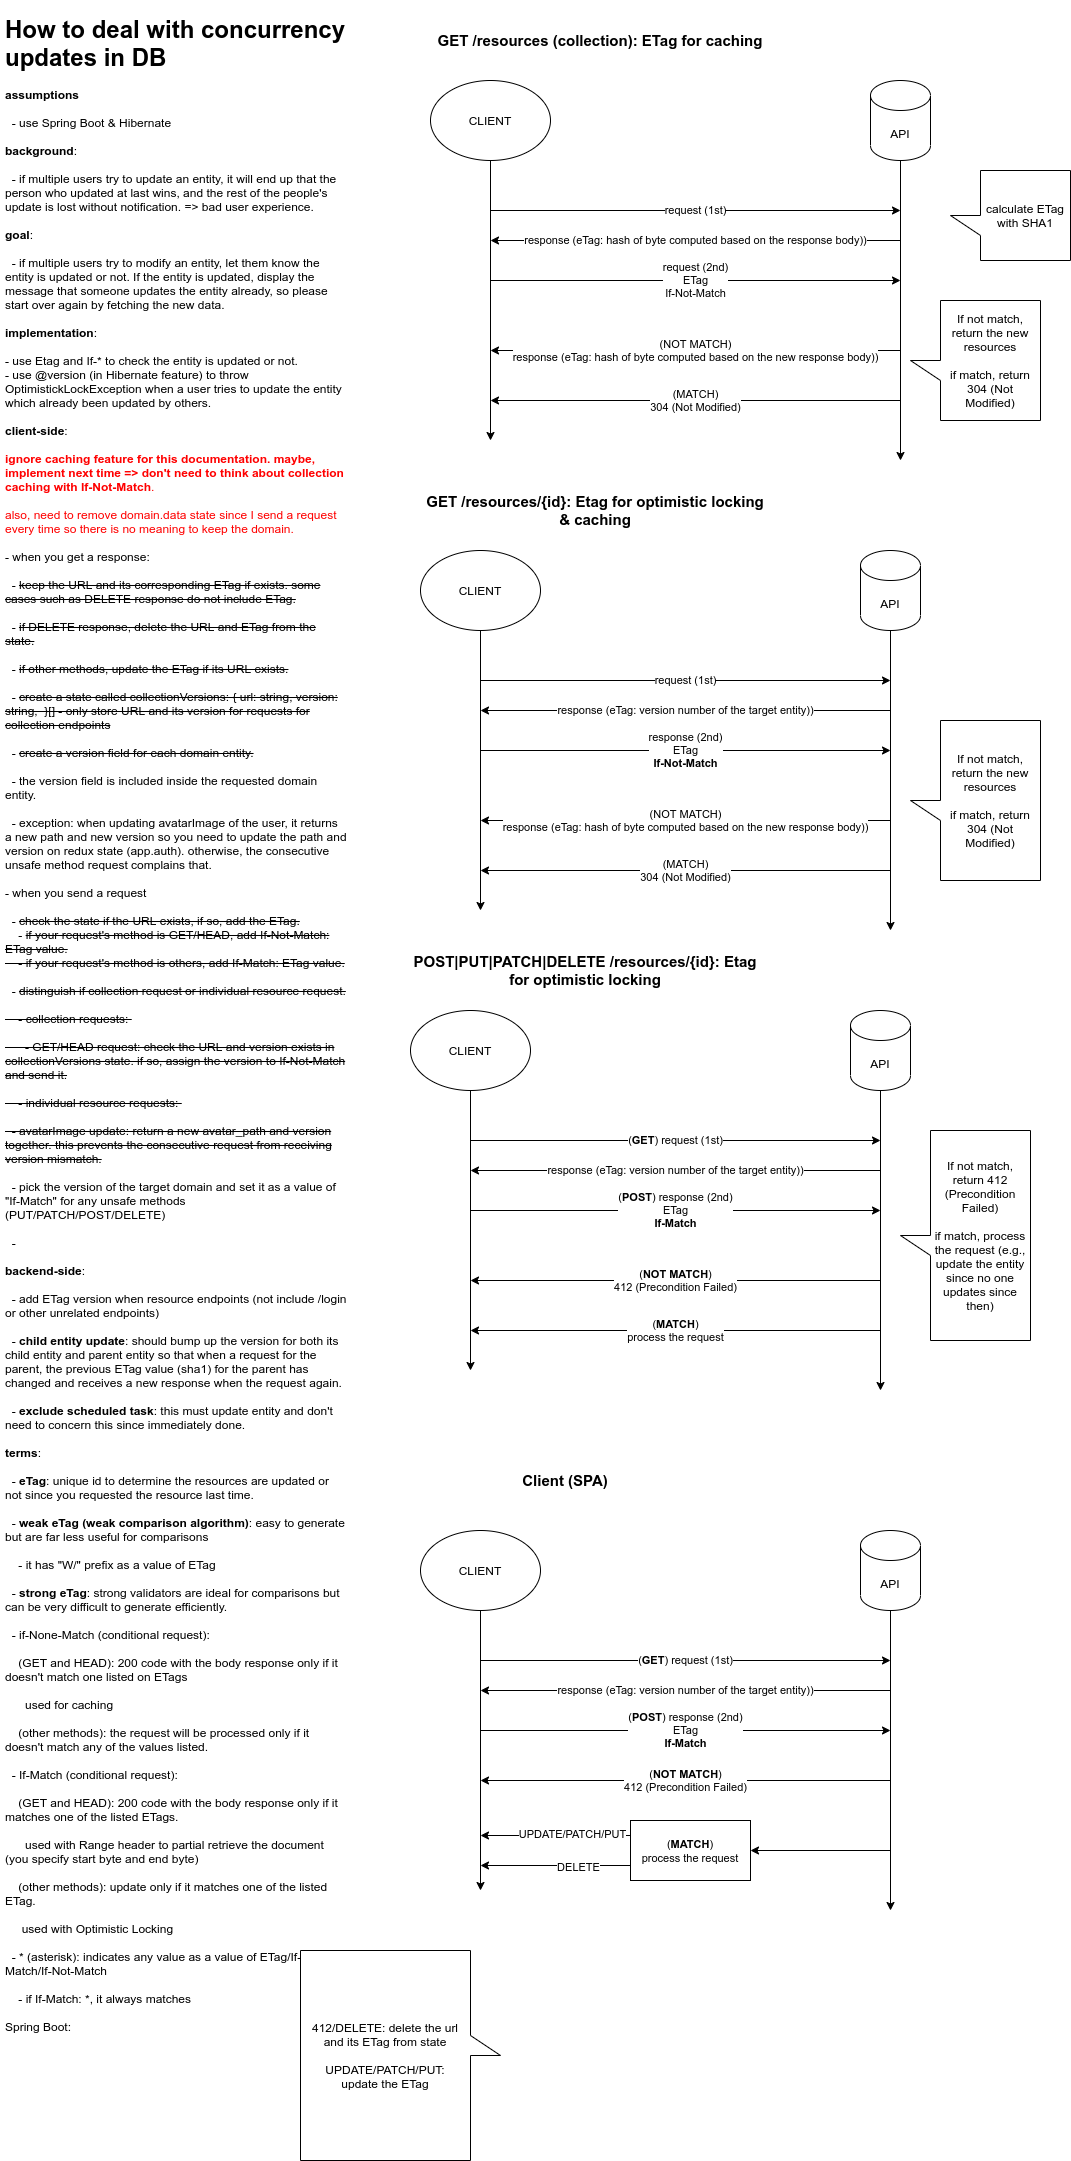 How to deal with concurrency
updates in DB
assumptions
- use Spring Boot & Hibernate
background:
- if multiple users try to update an entity, it will end up that the
person who updated at last wins, and the rest of the people's
update is lost without notification. => bad user experience.
goal:
- if multiple users try to modify an entity, let them know the
entity is updated or not. If the entity is updated, display the
message that someone updates the entity already, so please
start over again by fetching the new data.
implementation:
- use Etag and If-* to check the entity is updated or not.
- use @version (in Hibernate feature) to throw
OptimistickLockException when a user tries to update the entity
which already been updated by others.
client-side:
ignore caching feature for this documentation. maybe,
implement next time => don't need to think about collection
caching with If-Not-Match.
also, need to remove domain.data state since I send a request
every time so there is no meaning to keep the domain.
- when you get a response:
- keep the URL and its corresponding ETag if exists. some
cases such as DELETE response do not include ETag.
- if DELETE response, delete the URL and ETag from the
state.
- if other methods, update the ETag if its URL exists.
- create a state called collectionVersions: { url: string, version:
string, }[] - only store URL and its version for requests for
collection endpoints
- create a version field for each domain entity.
- the version field is included inside the requested domain
entity.
- exception: when updating avatarImage of the user, it returns
a new path and new version so you need to update the path and
version on redux state (app.auth). otherwise, the consecutive
unsafe method request complains that.
- when you send a request
- check the state if the URL exists, if so, add the ETag.
- if your request's method is GET/HEAD, add If-Not-Match:
ETag value.
- if your request's method is others, add If-Match: ETag value.
- distinguish if collection request or individual resource request.
- collection requests:
- GET/HEAD request: check the URL and version exists in
collectionVersions state. if so, assign the version to If-Not-Match
and send it.
- individual resource requests:
- avatarImage update: return a new avatar_path and version
together. this prevents the consecutive request from receiving
version mismatch.
- pick the version of the target domain and set it as a value of
"If-Match" for any unsafe methods
(PUT/PATCH/POST/DELETE)
-
backend-side:
- add ETag version when resource endpoints (not include /login
or other unrelated endpoints)
- child entity update: should bump up the version for both its
child entity and parent entity so that when a request for the
parent, the previous ETag value (sha1) for the parent has
changed and receives a new response when the request again.
- exclude scheduled task: this must update entity and don't
need to concern this since immediately done.
terms:
- eTag: unique id to determine the resources are updated or
not since you requested the resource last time.
- weak eTag (weak comparison algorithm): easy to generate
but are far less useful for comparisons
- it has "W/" prefix as a value of ETag
- strong eTag: strong validators are ideal for comparisons but
can be very difficult to generate efficiently.
- if-None-Match (conditional request):
(GET and HEAD): 200 code with the body response only if it
doesn't match one listed on ETags
used for caching
(other methods): the request will be processed only if it
doesn't match any of the values listed.
- If-Match (conditional request):
(GET and HEAD): 200 code with the body response only if it
matches one of the listed ETags.
used with Range header to partial retrieve the document
(you specify start byte and end byte)
(other methods): update only if it matches one of the listed
ETag.
used with Optimistic Locking
- * (asterisk): indicates any value as a value of ETag/If-
Match/If-Not-Match
- if If-Match: *, it always matches
Spring Boot:
GET /resources (collection): ETag for caching
CLIENT
API
request (1st)
calculate ETag
with SHA1
response (eTag: hash of byte computed based on the response body))
request (2nd)
ETag
If-Not-Match
(NOT MATCH)
response (eTag: hash of byte computed based on the new response body))
If not match,
return the new
resources
if match, return
304 (Not
Modified)
(MATCH)
304 (Not Modified)
GET /resources/{id}: Etag for optimistic locking
& caching
CLIENT
API
request (1st)
response (eTag: version number of the target entity))
response (2nd)
ETag
If-Not-Match
(NOT MATCH)
response (eTag: hash of byte computed based on the new response body))
If not match,
return the new
resources
if match, return
304 (Not
Modified)
(MATCH)
304 (Not Modified)
POST|PUT|PATCH|DELETE /resources/{id}: Etag
for optimistic locking
CLIENT
API
(GET) request (1st)
response (eTag: version number of the target entity))
(POST) response (2nd)
ETag
If-Match
(NOT MATCH)
412 (Precondition Failed)
(MATCH)
process the request
If not match,
return 412
(Precondition
Failed)
if match, process
the request (e.g.,
update the entity
since no one
updates since
then)
Client (SPA)
CLIENT
API
(GET) request (1st)
response (eTag: version number of the target entity))
(POST) response (2nd)
ETag
If-Match
(NOT MATCH)
412 (Precondition Failed)
UPDATE/PATCH/PUT
DELETE
(MATCH)
process the request
412/DELETE: delete the url
and its ETag from state
UPDATE/PATCH/PUT:
update the ETag